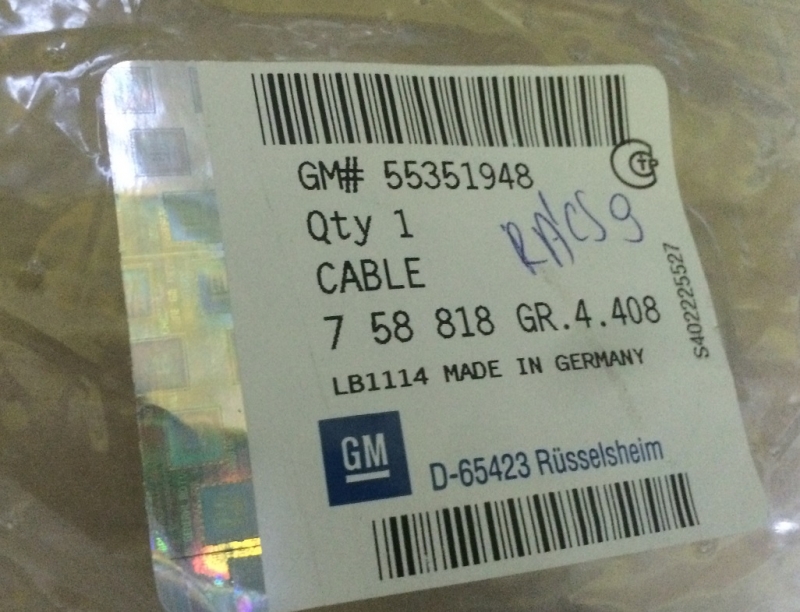 GM# 55351948
Qty 1
CABLE
7 58 818 GR.4.408
LB1114 MADE IN GERMANY
GM
D-65423 Rüsselsheim
S402225527